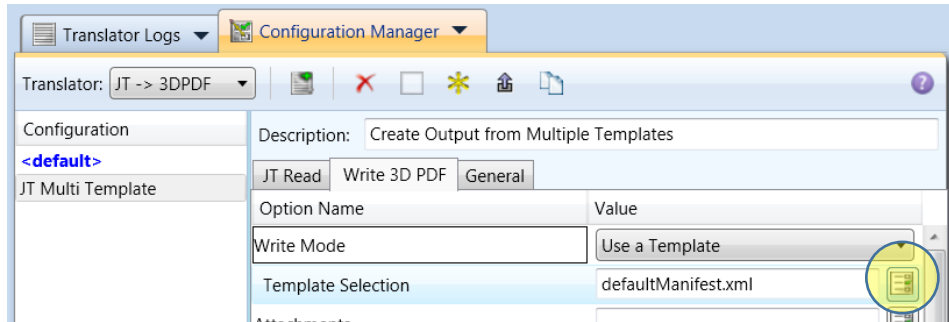 Translator Logs
Configuration Manager
Translator: JT -> 3DPDF
Configuration
Description: Create Output from Multiple Templates
<default>
JT Multi Template
JT Read Write 3D PDF General
Option Name Value
Write Mode Use a Template
Template Selection defaultManifest.xml
Attachments